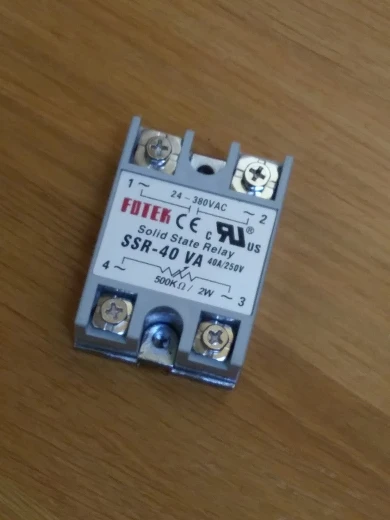 1 ~ 24 ~ 380VAC ~ 2
FOTEK CE c RU ® US
Solid State Relay
SSR-40 VA 40A/250V
4 ~ 500KΩ / 2W ~ 3